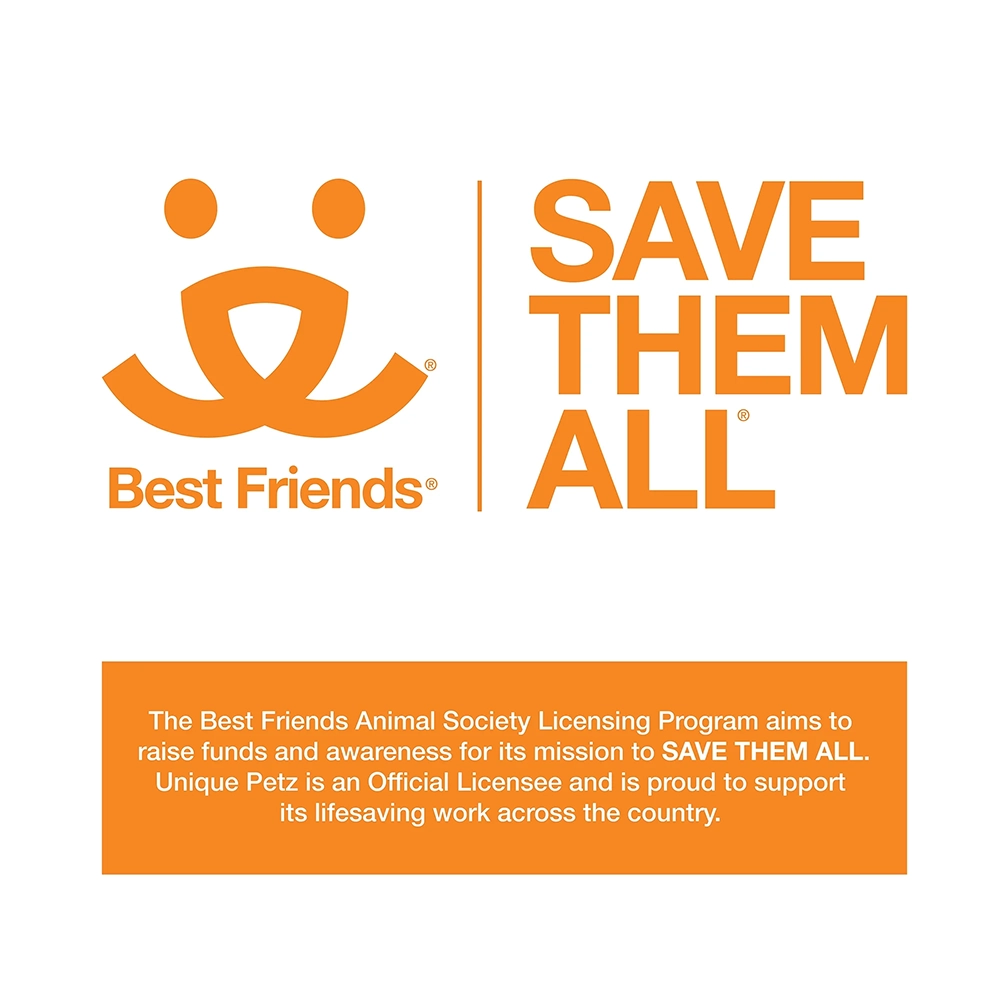 Best Friends®
SAVE
THEM
ALL®
®
The Best Friends Animal Society Licensing Program aims to
raise funds and awareness for its mission to SAVE THEM ALL.
Unique Petz is an Official Licensee and is proud to support
its lifesaving work across the country.